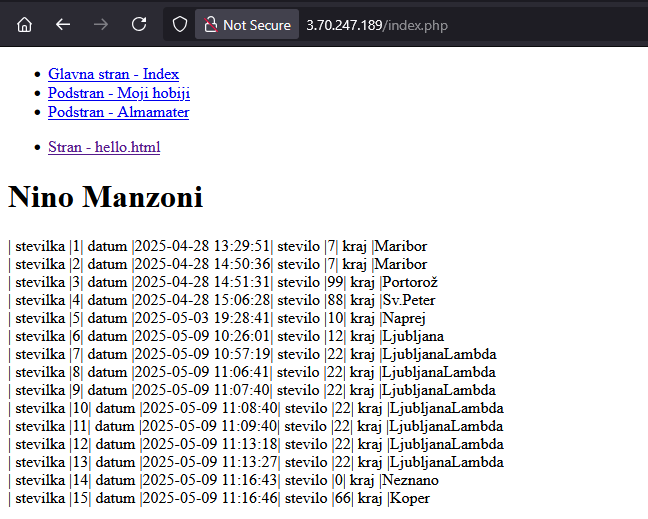 Not Secure 3.70.247.189/index.php
Glavna stran - Index
Podstran - Moji hobiji
Podstran - Almamater
Stran - hello.html
Nino Manzoni
| stevilka |1| datum |2025-04-28 13:29:51| stevilo |7| kraj |Maribor
| stevilka |2| datum |2025-04-28 14:50:36| stevilo |7| kraj |Maribor
| stevilka |3| datum |2025-04-28 14:51:31| stevilo |99| kraj |Portorož
| stevilka |4| datum |2025-04-28 15:06:28| stevilo |88| kraj |Sv.Peter
| stevilka |5| datum |2025-05-03 19:28:41| stevilo |10| kraj |Naprej
| stevilka |6| datum |2025-05-09 10:26:01| stevilo |12| kraj |Ljubljana
| stevilka |7| datum |2025-05-09 10:57:19| stevilo |22| kraj |LjubljanaLambda
| stevilka |8| datum |2025-05-09 11:06:41| stevilo |22| kraj |LjubljanaLambda
| stevilka |9| datum |2025-05-09 11:07:40| stevilo |22| kraj |LjubljanaLambda
| stevilka |10| datum |2025-05-09 11:08:40| stevilo |22| kraj |LjubljanaLambda
| stevilka |11| datum |2025-05-09 11:09:40| stevilo |22| kraj |LjubljanaLambda
| stevilka |12| datum |2025-05-09 11:13:18| stevilo |22| kraj |LjubljanaLambda
| stevilka |13| datum |2025-05-09 11:13:27| stevilo |22| kraj |LjubljanaLambda
| stevilka |14| datum |2025-05-09 11:16:43| stevilo |0| kraj |Neznano
| stevilka |15| datum |2025-05-09 11:16:46| stevilo |66| kraj |Koper